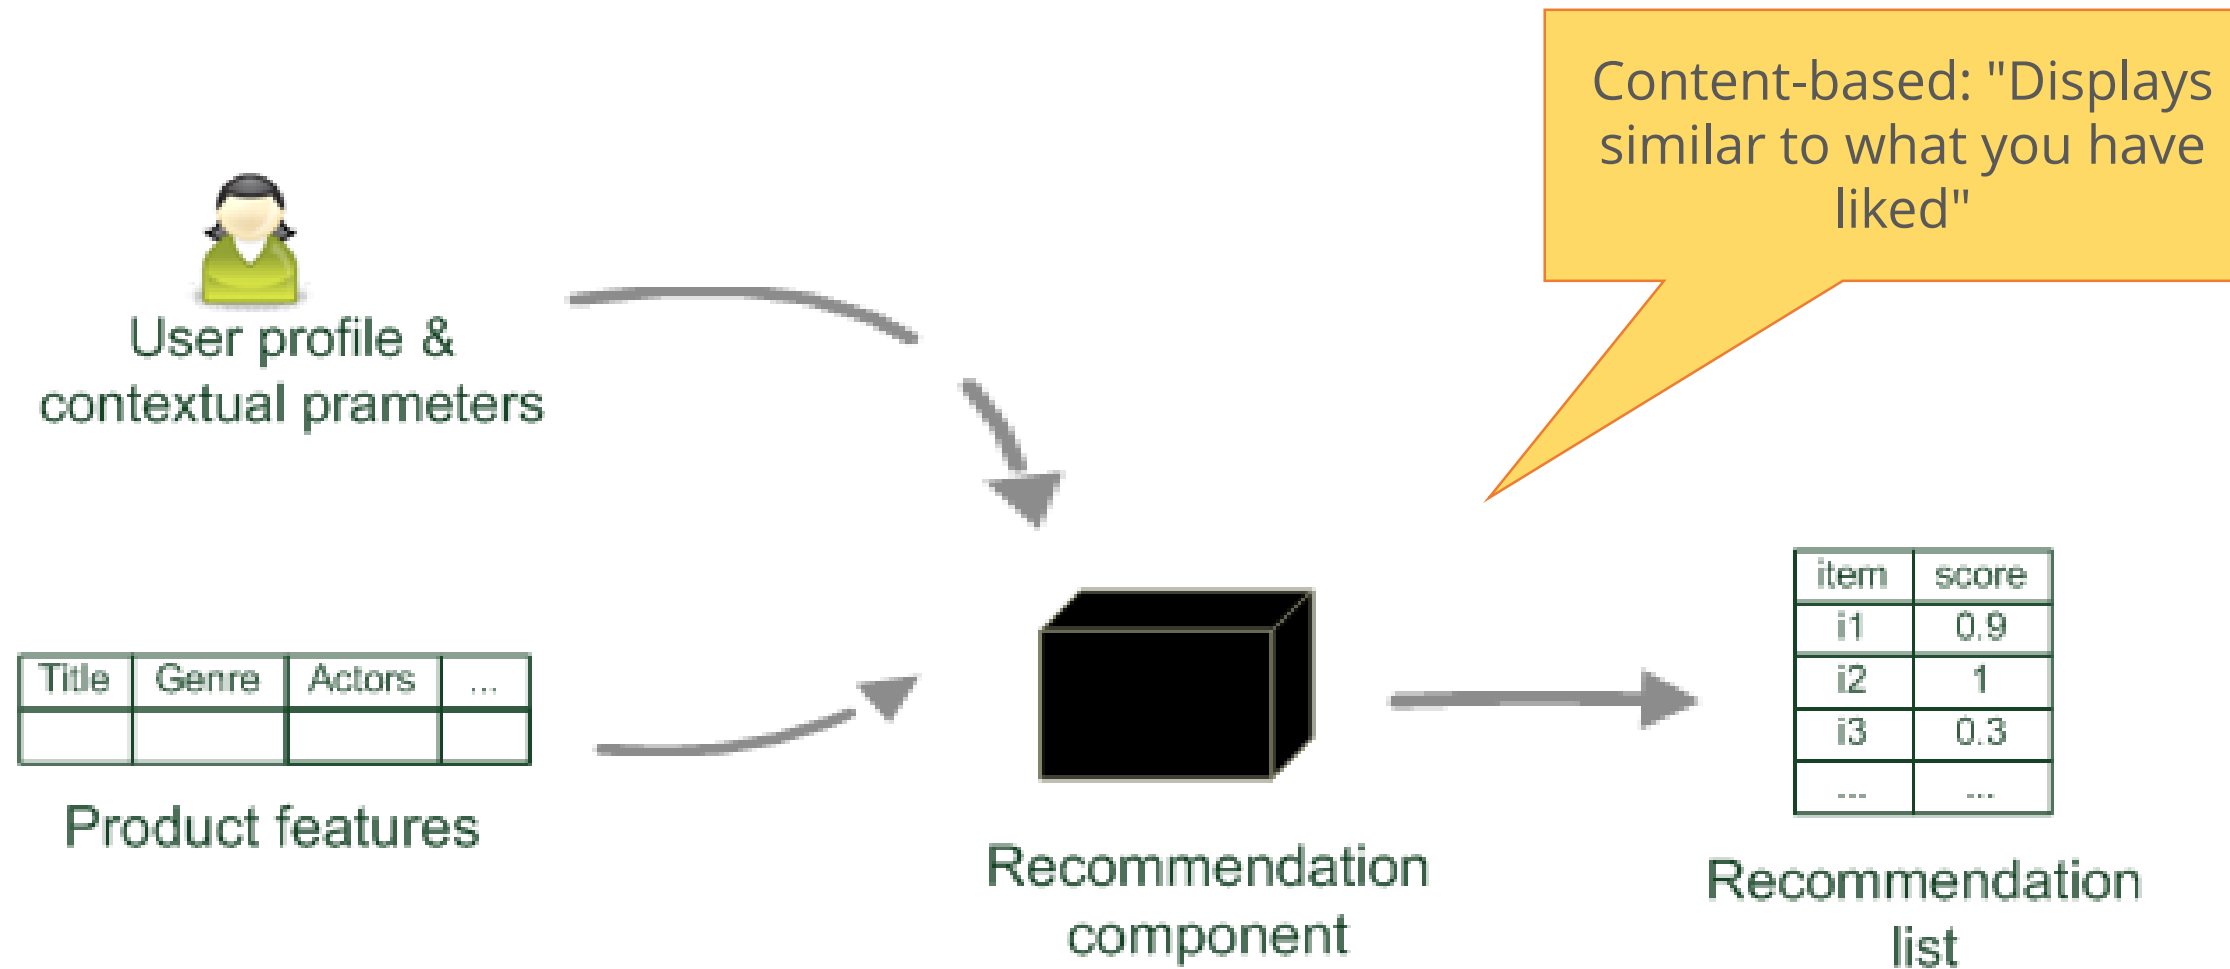 Content-based: "Displays
similar to what you have
liked"
User profile &
contextual prameters
Title Genre Actors ...
Product features
Recommendation
component
item score
i1 0.9
i2 1
i3 0.3
... ...
Recommendation
list